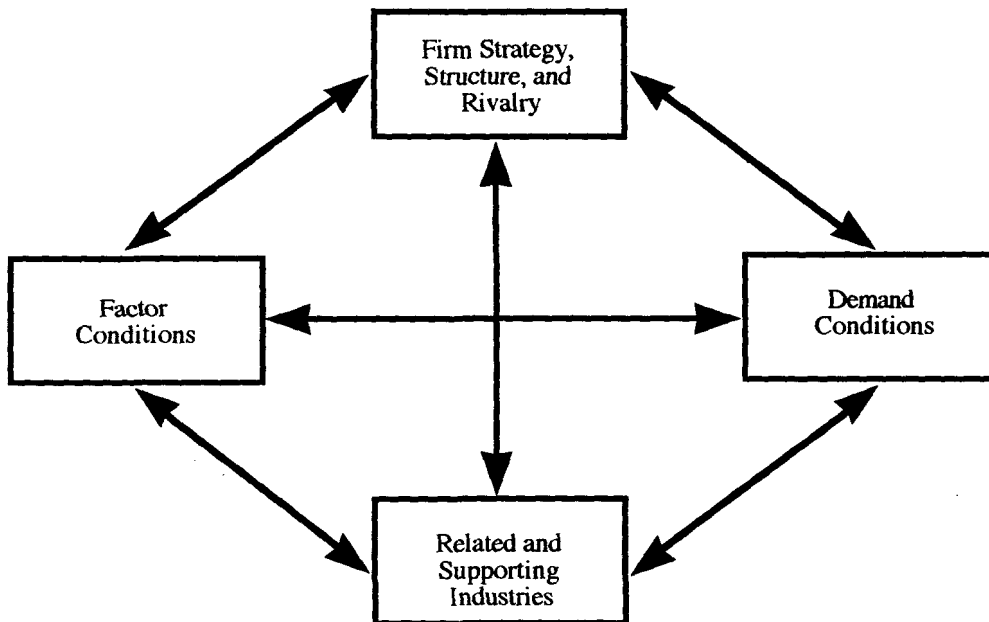 Firm Strategy,
Structure, and
Rivalry
Factor
Conditions
Demand
Conditions
Related and
Supporting
Industries